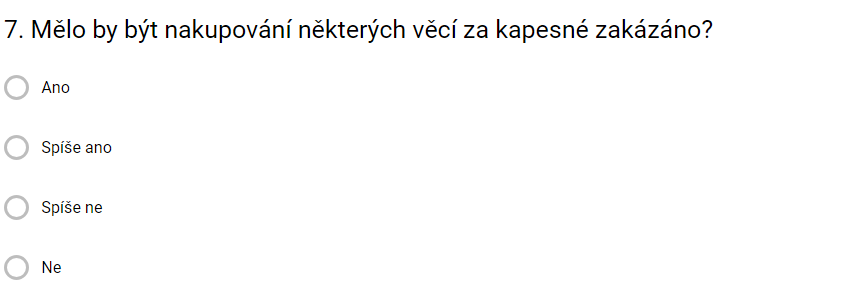 7. Mělo by být nakupování některých věcí za kapesné zakázáno?
Ano
Spíše ano
Spíše ne
Ne